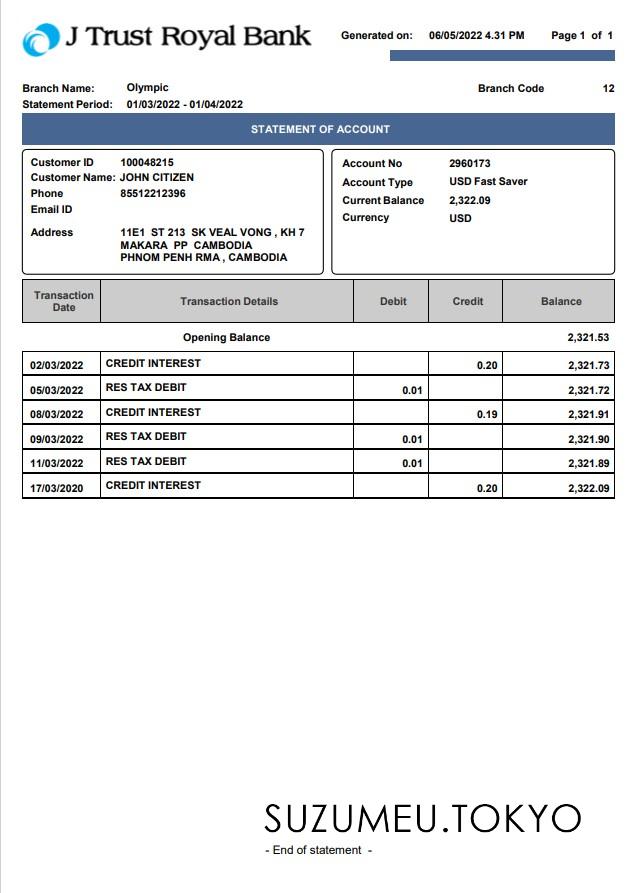 J Trust Royal Bank
Generated on: 06/05/2022 4.31 PM Page 1 of 1
Branch Name: Olympic Branch Code 12
Statement Period: 01/03/2022 - 01/04/2022
STATEMENT OF ACCOUNT
Customer ID 100048215
Customer Name: JOHN CITIZEN
Phone 85512212396
Email ID
Address 11E1 ST 213 SK VEAL VONG , KH 7
MAKARA PP CAMBODIA
PHNOM PENH RMA , CAMBODIA
Account No 2960173
Account Type USD Fast Saver
Current Balance 2,322.09
Currency USD
Transaction Date Transaction Details Debit Credit Balance
Opening Balance 2,321.53
02/03/2022 CREDIT INTEREST 0.20 2,321.73
05/03/2022 RES TAX DEBIT 0.01 2,321.72
08/03/2022 CREDIT INTEREST 0.19 2,321.91
09/03/2022 RES TAX DEBIT 0.01 2,321.90
11/03/2022 RES TAX DEBIT 0.01 2,321.89
17/03/2020 CREDIT INTEREST 0.20 2,322.09
SUZUMEU.TOKYO
- End of statement -